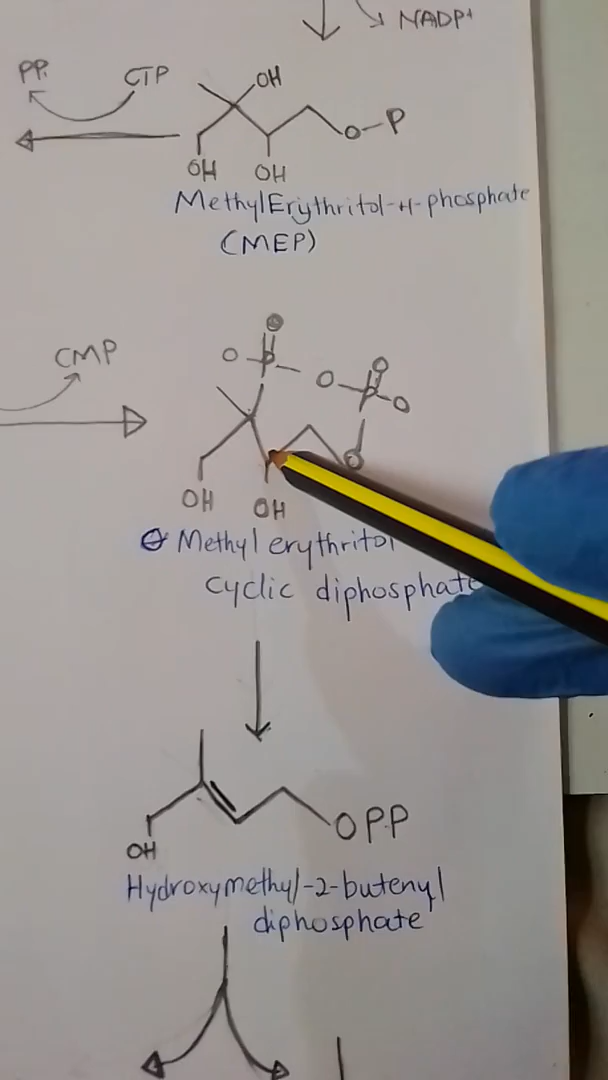 NADP+
PPi CTP
OH
O-P
OH OH
MethylErythritol-4-phosphate
(MEP)
CMP
O P O P O
O
O
OH OH
Methyl erythritol
cyclic diphosphate
OPP
OH
Hydroxymethyl-2-butenyl
diphosphate